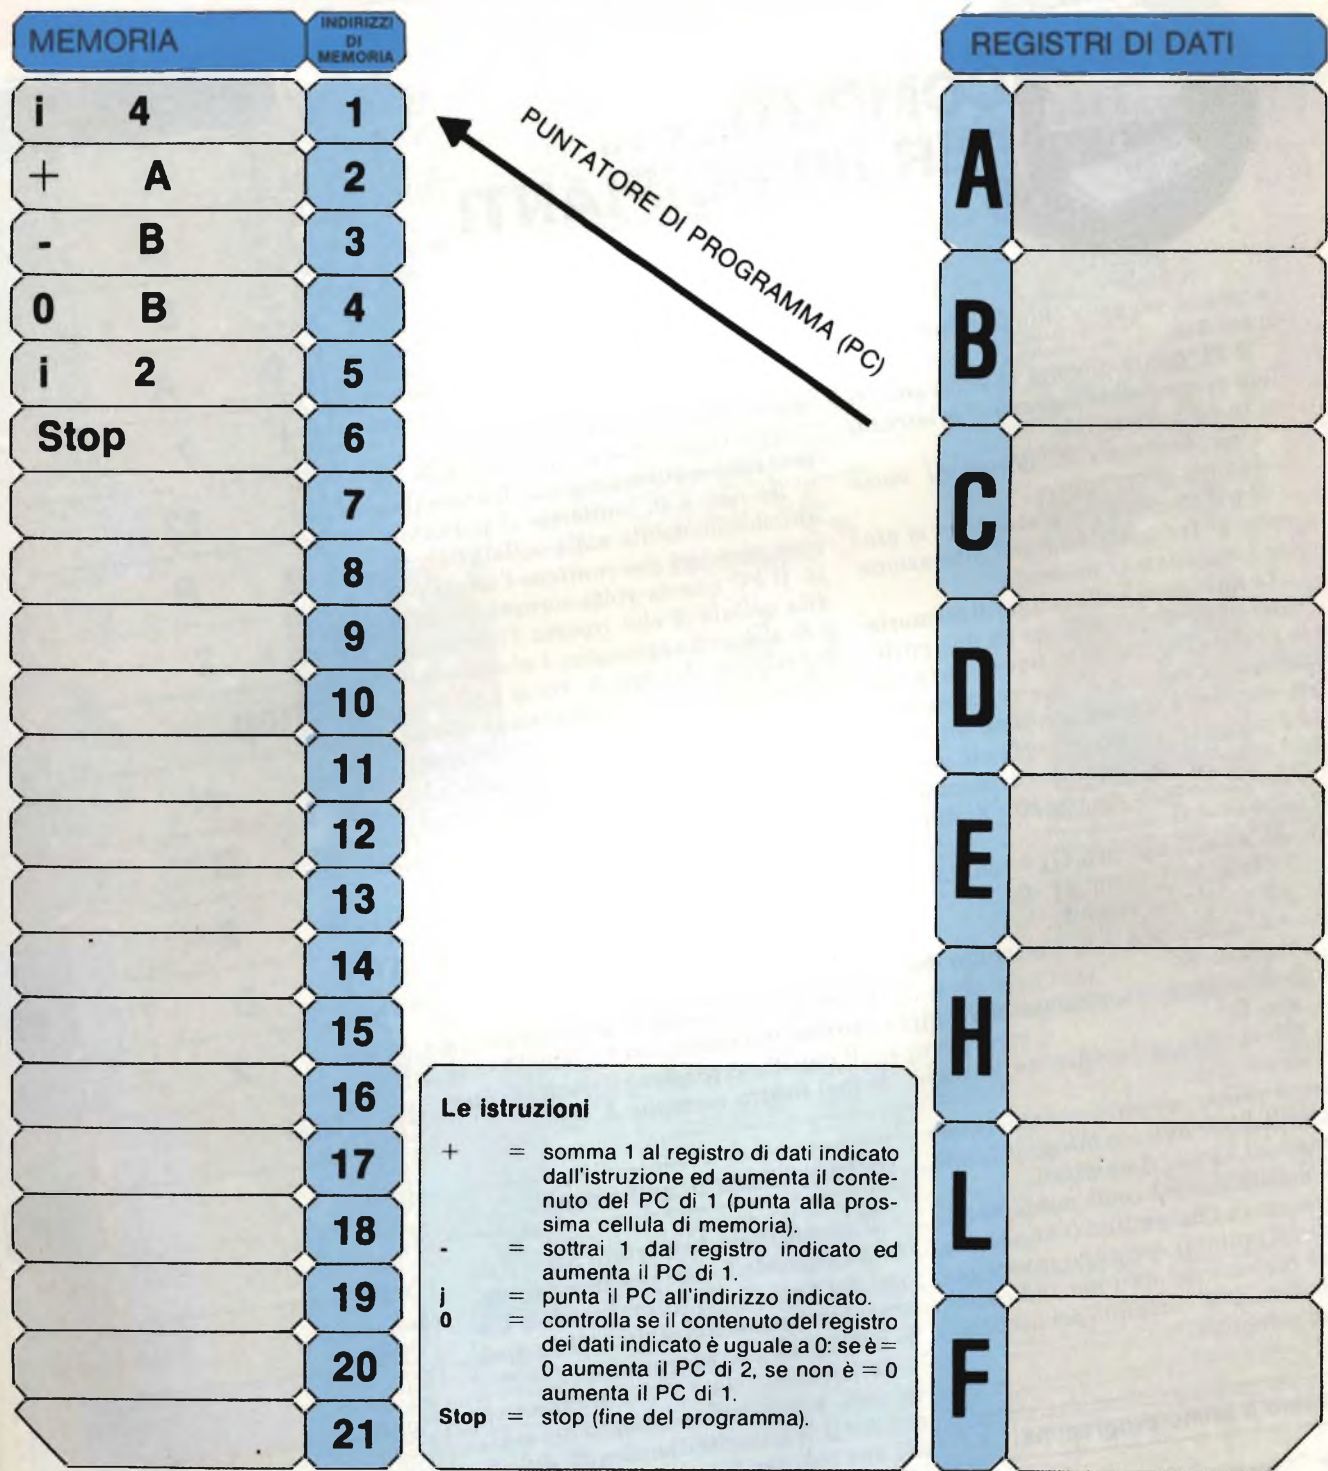 MEMORIA
INDIRIZZI
DI
MEMORIA
i 4 1
+ A 2
- B 3
0 B 4
i 2 5
Stop 6
7
8
9
10
11
12
13
14
15
16
17
18
19
20
21
PUNTATORE DI PROGRAMMA (PC)
Le istruzioni
+ = somma 1 al registro di dati indicato
dall'istruzione ed aumenta il conte-
nuto del PC di 1 (punta alla pros-
sima cellula di memoria).
- = sottrai 1 dal registro indicato ed
aumenta il PC di 1.
j = punta il PC all'indirizzo indicato.
0 = controlla se il contenuto del registro
dei dati indicato è uguale a 0: se è =
0 aumenta il PC di 2, se non è = 0
aumenta il PC di 1.
Stop = stop (fine del programma).
REGISTRI DI DATI
A
B
C
D
E
H
L
F